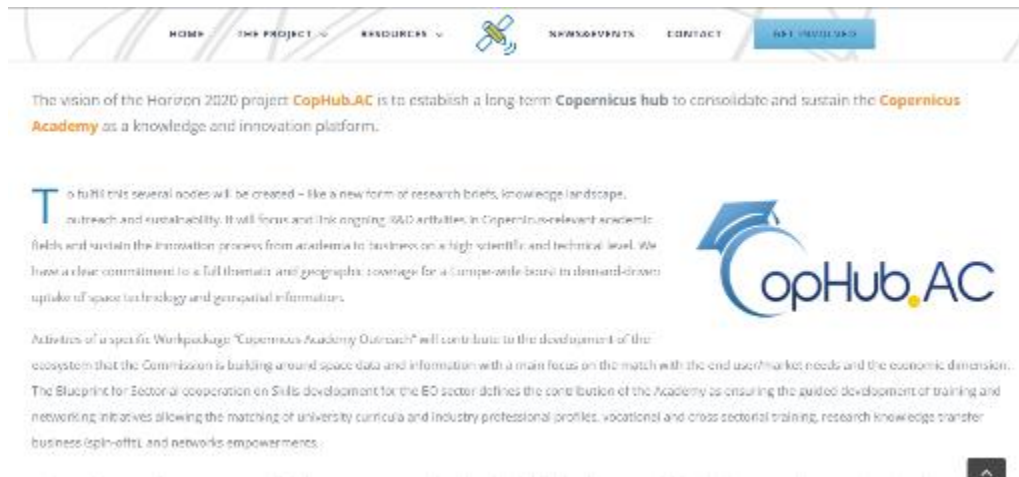 HOME THE PROJECT RESOURCES NEWS&EVENTS CONTACT GET INVOLVED
The vision of the Horizon 2020 project CopHub.AC is to establish a long-term Copernicus hub to consolidate and sustain the Copernicus
Academy as a knowledge and innovation platform.
To fulfil this several nodes will be created – like a new form of research briefs, knowledge landscape,
outreach and sustainability. It will focus and link ongoing R&D activities in Copernicus-relevant academic
fields and sustain the innovation process from academia to business on a high scientific and technical level. We
have a clear commitment to a full thematic and geographic coverage for a Europe-wide boost in demand-driven
uptake of space technology and geospatial information.
CopHub.AC
Activities of a specific Workpackage "Copernicus Academy Outreach" will contribute to the development of the
ecosystem that the Commission is building around space data and information with a main focus on the match with the end user/market needs and the economic dimension.
The Blueprint for Sectorial cooperation on Skills development for the EO sector defines the contribution of the Academy as ensuring the guided development of training and
networking initiatives allowing the matching of university curricula and industry professional profiles, vocational and cross sectorial training, research knowledge transfer
business (spin-offs), and networks empowerments.